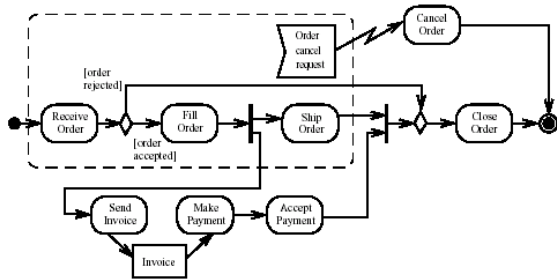 Order
cancel
request
Cancel
Order
[order
rejected]
Receive
Order
Fill
Order
Ship
Order
Close
Order
[order
accepted]
Send
Invoice
Make
Payment
Accept
Payment
Invoice